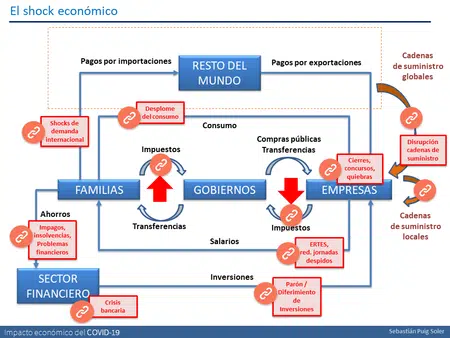 El shock económico
Pagos por importaciones
RESTO DEL
MUNDO
Pagos por exportaciones
Cadenas
de suministro
globales
Shocks de
demanda
internacional
Desplome
del consumo
Consumo
Disrupción
cadenas de
suministro
Impuestos
Compras públicas
Transferencias
Cierres,
concursos,
quiebras
FAMILIAS
GOBIERNOS
EMPRESAS
Ahorros
Transferencias
Impuestos
Cadenas de
suministro
locales
Impagos,
insolvencias,
Problemas
financieros
Salarios
ERTES,
red. jornadas
despidos
SECTOR
FINANCIERO
Inversiones
Parón /
Diferimiento
de
Inversiones
Crisis
bancaria
Impacto económico del COVID-19
Sebastián Puig Soler